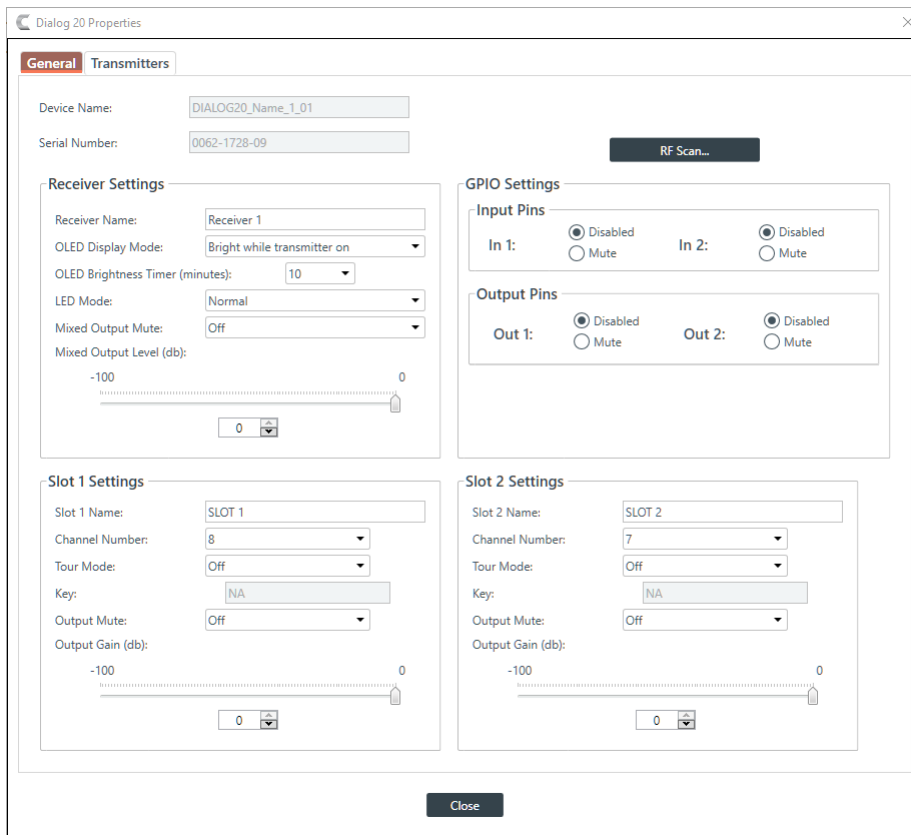 Dialog 20 Properties
General Transmitters
Device Name: DIALOG20_Name_1_01
Serial Number: 0062-1728-09
RF Scan...
Receiver Settings
Receiver Name: Receiver 1
OLED Display Mode: Bright while transmitter on
OLED Brightness Timer (minutes): 10
LED Mode: Normal
Mixed Output Mute: Off
Mixed Output Level (db):
-100 0
0
GPIO Settings
Input Pins
In 1: Disabled Mute
In 2: Disabled Mute
Output Pins
Out 1: Disabled Mute
Out 2: Disabled Mute
Slot 1 Settings
Slot 1 Name: SLOT 1
Channel Number: 8
Tour Mode: Off
Key: NA
Output Mute: Off
Output Gain (db):
-100 0
0
Slot 2 Settings
Slot 2 Name: SLOT 2
Channel Number: 7
Tour Mode: Off
Key: NA
Output Mute: Off
Output Gain (db):
-100 0
0
Close